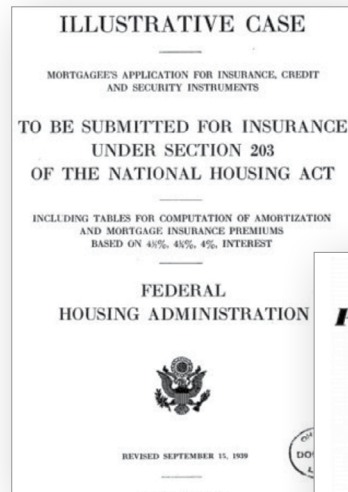 ILLUSTRATIVE CASE
MORTGAGEE'S APPLICATION FOR INSURANCE, CREDIT
AND SECURITY INSTRUMENTS
TO BE SUBMITTED FOR INSURANCE
UNDER SECTION 203
OF THE NATIONAL HOUSING ACT
INCLUDING TABLES FOR COMPUTATION OF AMORTIZATION
AND MORTGAGE INSURANCE PREMIUMS
BASED ON 4½%, 4¼%, 4%, INTEREST
FEDERAL
HOUSING ADMINISTRATION
REVISED SEPTEMBER 15, 1939